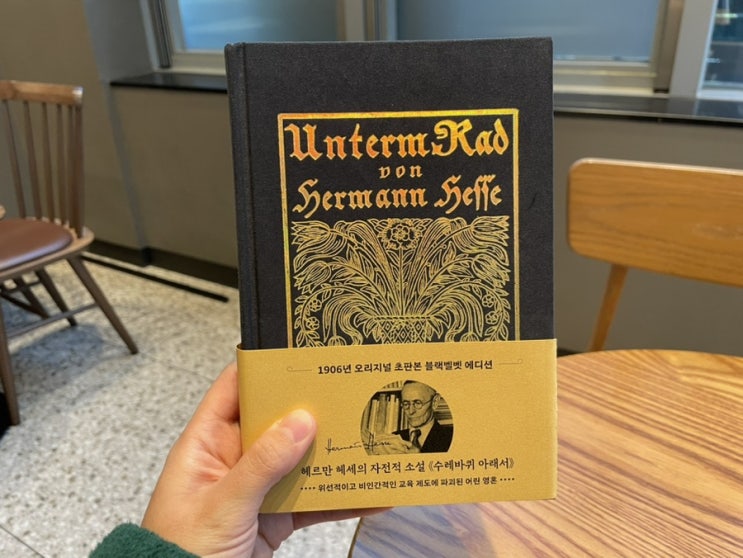 Unterm Rad
von
Hermann Hesse
1906년 오리지널 초판본 블랙벨벳 에디션
Hermann Hesse
헤르만 헤세의 자전적 소설 《수레바퀴 아래서》
•••• 위선적이고 비인간적인 교육 제도에 파괴된 어린 영혼 ••••